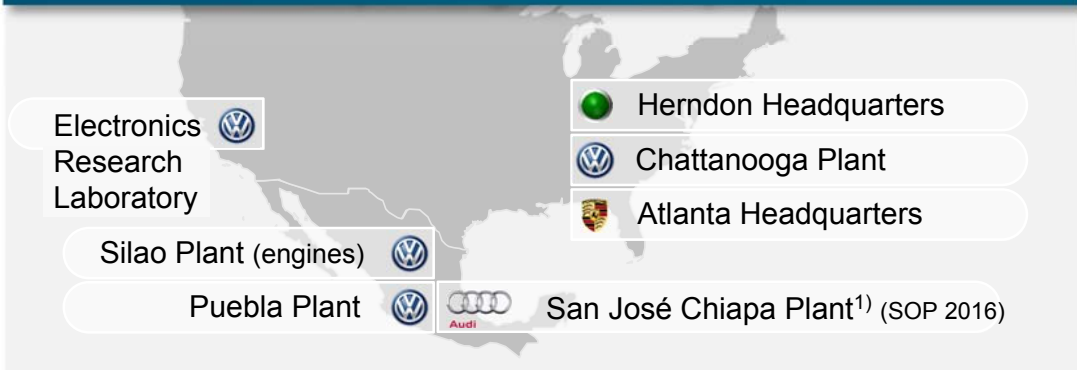 Electronics
Research
Laboratory
Herndon Headquarters
Chattanooga Plant
Atlanta Headquarters
Silao Plant (engines)
Puebla Plant
Audi
San José Chiapa Plant¹⁾ (SOP 2016)